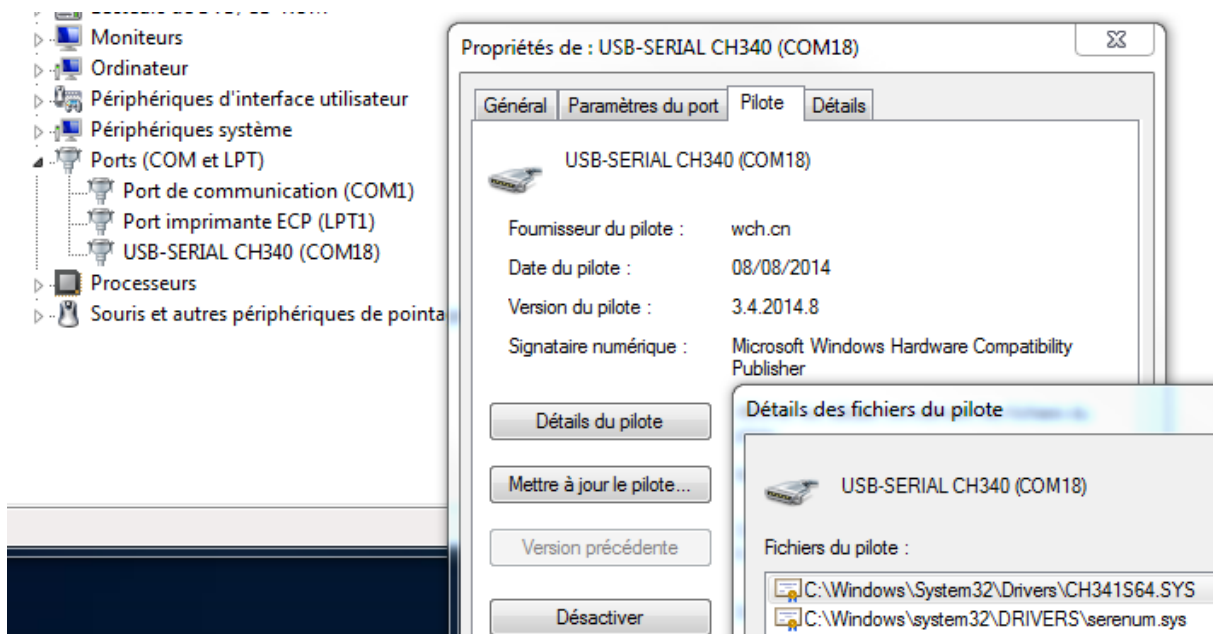 Moniteurs
Ordinateur
Périphériques d'interface utilisateur
Périphériques système
Ports (COM et LPT)
Port de communication (COM1)
Port imprimante ECP (LPT1)
USB-SERIAL CH340 (COM18)
Processeurs
Souris et autres périphériques de pointa
Propriétés de : USB-SERIAL CH340 (COM18)
Général
Paramètres du port
Pilote
Détails
USB-SERIAL CH340 (COM18)
Fournisseur du pilote : wch.cn
Date du pilote : 08/08/2014
Version du pilote : 3.4.2014.8
Signataire numérique : Microsoft Windows Hardware Compatibility
Publisher
Détails du pilote
Mettre à jour le pilote...
Version précédente
Désactiver
Détails des fichiers du pilote
USB-SERIAL CH340 (COM18)
Fichiers du pilote :
C:\Windows\System32\Drivers\CH341S64.SYS
C:\Windows\system32\DRIVERS\serenum.sys